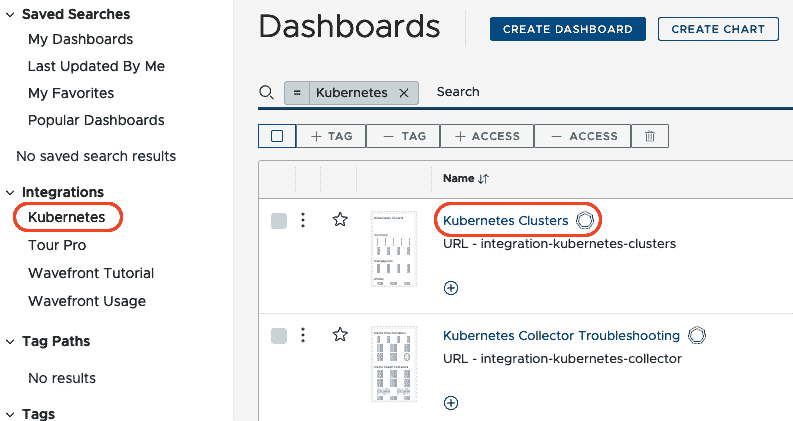 Saved Searches
My Dashboards
Last Updated By Me
My Favorites
Popular Dashboards
No saved search results
Integrations
Kubernetes
Tour Pro
Wavefront Tutorial
Wavefront Usage
Tag Paths
No results
Tags
Dashboards
CREATE DASHBOARD
CREATE CHART
= Kubernetes × Search
+ TAG — TAG + ACCESS — ACCESS
Name
Kubernetes Clusters
URL - integration-kubernetes-clusters
Kubernetes Collector Troubleshooting
URL - integration-kubernetes-collector